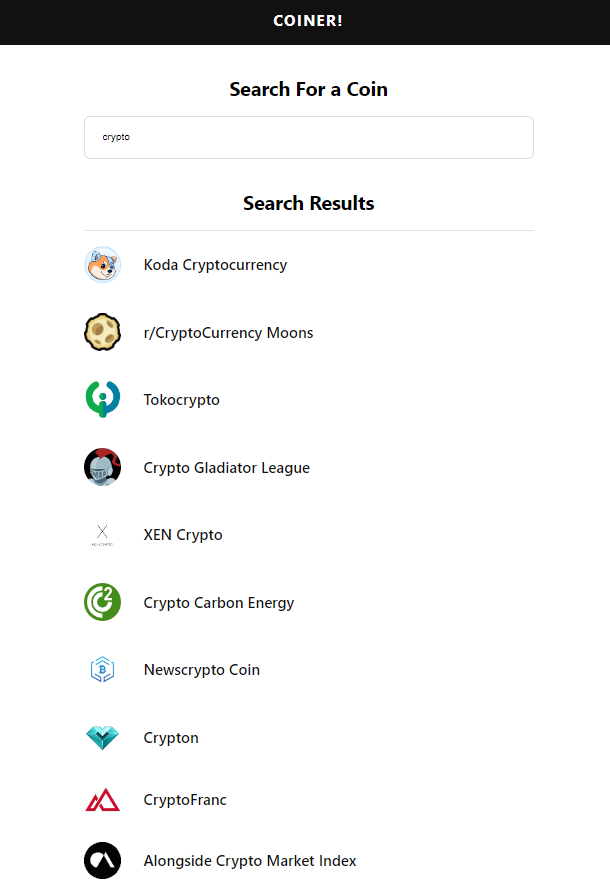 COINER!
Search For a Coin
crypto
Search Results
Koda Cryptocurrency
r/CryptoCurrency Moons
Tokocrypto
Crypto Gladiator League
XEN Crypto
Crypto Carbon Energy
Newscrypto Coin
Crypton
CryptoFranc
Alongside Crypto Market Index